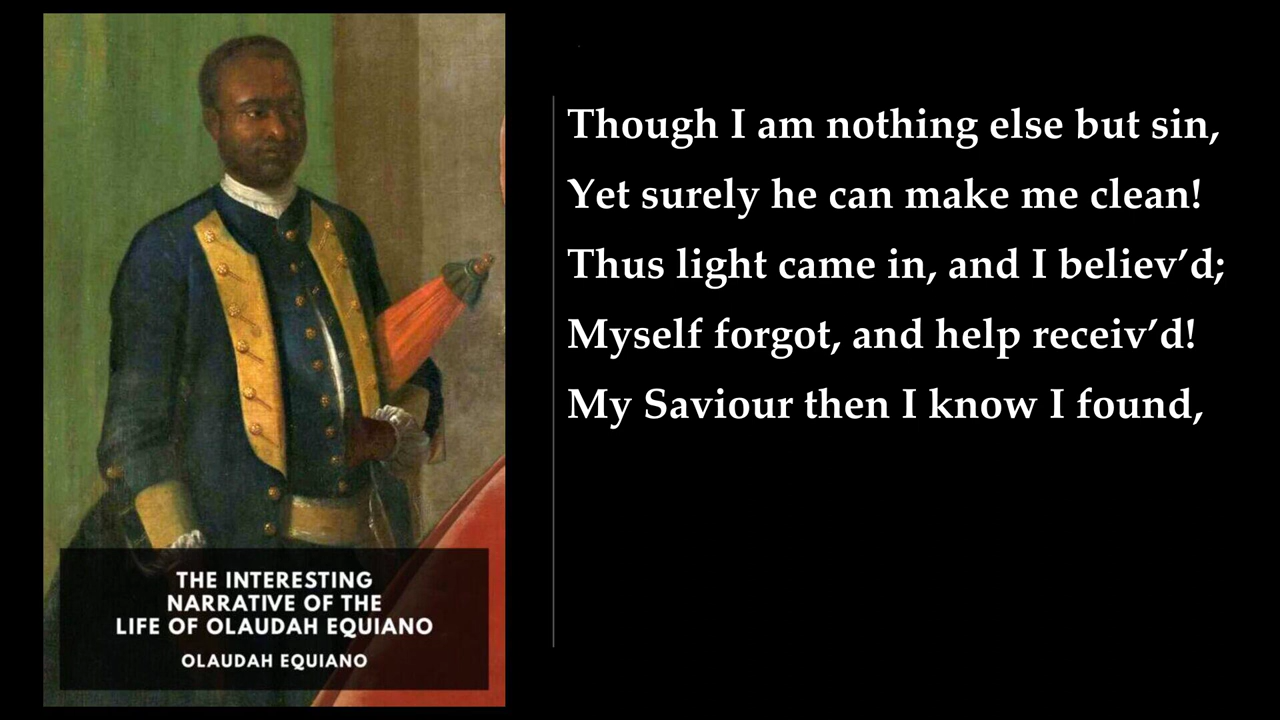 THE INTERESTING
NARRATIVE OF THE
LIFE OF OLAUDAH EQUIANO
OLAUDAH EQUIANO
Though I am nothing else but sin,
Yet surely he can make me clean!
Thus light came in, and I believ’d;
Myself forgot, and help receiv’d!
My Saviour then I know I found,